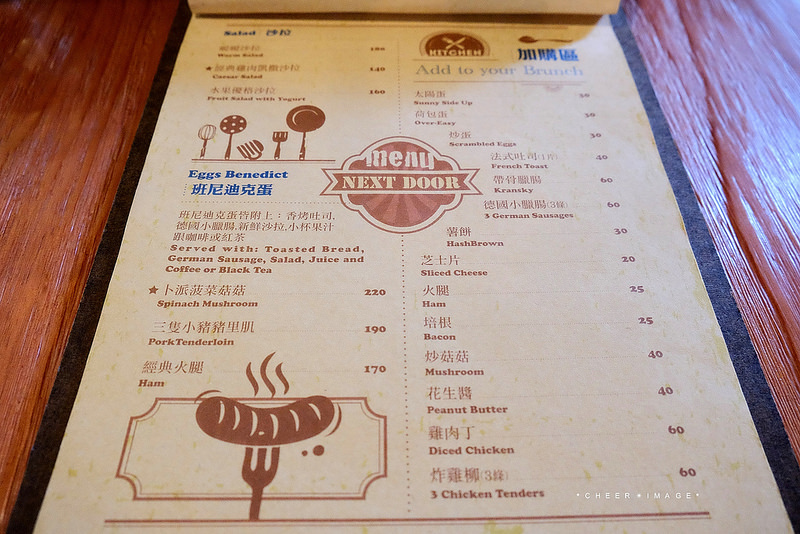 Salad 沙拉
溫暖沙拉 180
Warm Salad
★經典雞肉凱撒沙拉 140
Caesar Salad
水果優格沙拉 160
Fruit Salad with Yogurt
Eggs Benedict
班尼迪克蛋
班尼迪克蛋皆附上：香烤吐司,
德國小臘腸.新鮮沙拉.小杯果汁
跟咖啡或紅茶
Served with: Toasted Bread,
German Sausage, Salad, Juice and
Coffee or Black Tea
★卜派菠菜菇菇 220
Spinach Mushroom
三隻小豬豬里肌 190
PorkTenderloin
經典火腿 170
Ham
menu
NEXT DOOR
KITCHEN
加購區
Add to your Brunch
太陽蛋 30
Sunny Side Up
荷包蛋 30
Over-Easy
炒蛋 30
Scrambled Eggs
法式吐司(1片) 40
French Toast
帶骨臘腸 60
Kransky
德國小臘腸(3條) 60
3 German Sausages
薯餅 30
HashBrown
芝士片 20
Sliced Cheese
火腿 25
Ham
培根 25
Bacon
炒菇菇 40
Mushroom
花生醬 40
Peanut Butter
雞肉丁 60
Diced Chicken
炸雞柳(3條) 60
3 Chicken Tenders
*CHEER*IMAGE*